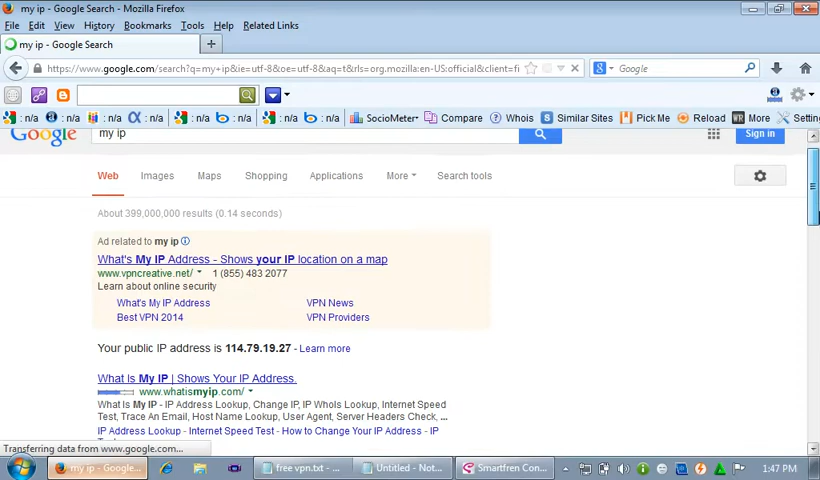 my ip - Google Search - Mozilla Firefox
File Edit View History Bookmarks Tools Help Related Links
my ip - Google Search
https://www.google.com/search?q=my+ip&ie=utf-8&oe=utf-8&aq=t&rls=org.mozilla:en-US:official&client=fi
Google
: n/a : n/a : n/a : n/a : n/a : n/a : n/a SocioMeter Compare Whois Similar Sites Pick Me Reload More Setting
Google my ip Sign in
Web Images Maps Shopping Applications More Search tools
About 399,000,000 results (0.14 seconds)
Ad related to my ip
What's My IP Address - Shows your IP location on a map
www.vpncreative.net/ 1 (855) 483 2077
Learn about online security
What's My IP Address VPN News
Best VPN 2014 VPN Providers
Your public IP address is 114.79.19.27 - Learn more
What Is My IP | Shows Your IP Address.
www.whatismyip.com/
What Is My IP - IP Address Lookup, Change IP, IP WhoIs Lookup, Internet Speed
Test, Trace An Email, Host Name Lookup, User Agent, Server Headers Check, ...
IP Address Lookup - Internet Speed Test - How to Change Your IP Address - IP
Transferring data from www.google.com...
my ip - Google... free vpn.txt - ... Untitled - Not... Smartfren Con... 1:47 PM